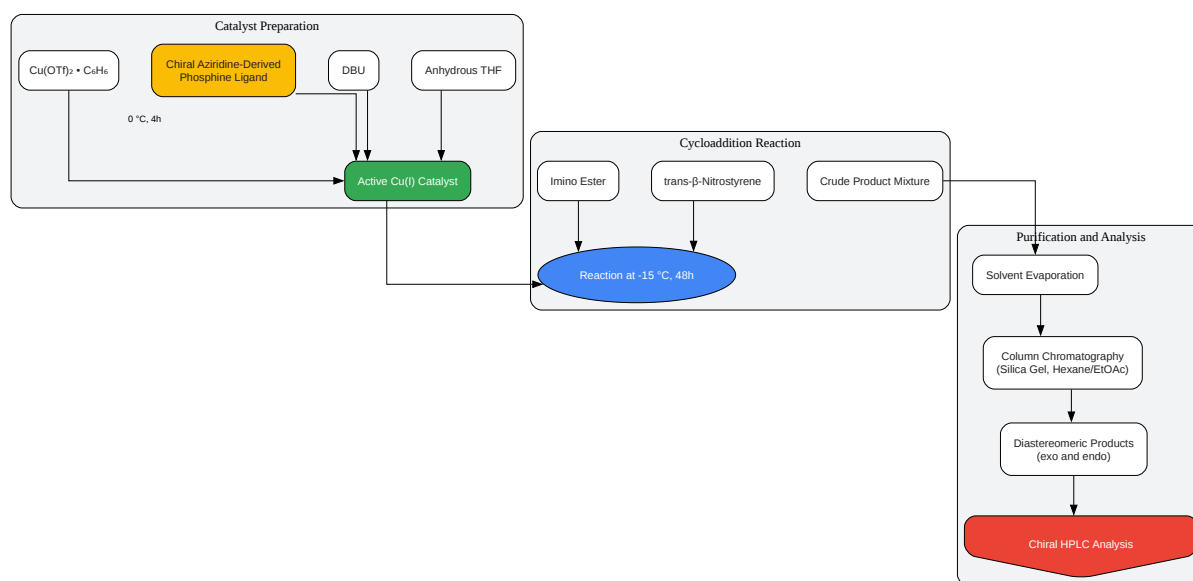 Catalyst Preparation
Cu(OTf)₂ • C₆H₆
Chiral Aziridine-Derived
Phosphine Ligand
DBU
Anhydrous THF
0 °C, 4h
Active Cu(I) Catalyst
Cycloaddition Reaction
Imino Ester
trans-β-Nitrostyrene
Crude Product Mixture
Reaction at -15 °C, 48h
Purification and Analysis
Solvent Evaporation
Column Chromatography
(Silica Gel, Hexane/EtOAc)
Diastereomeric Products
(exo and endo)
Chiral HPLC Analysis